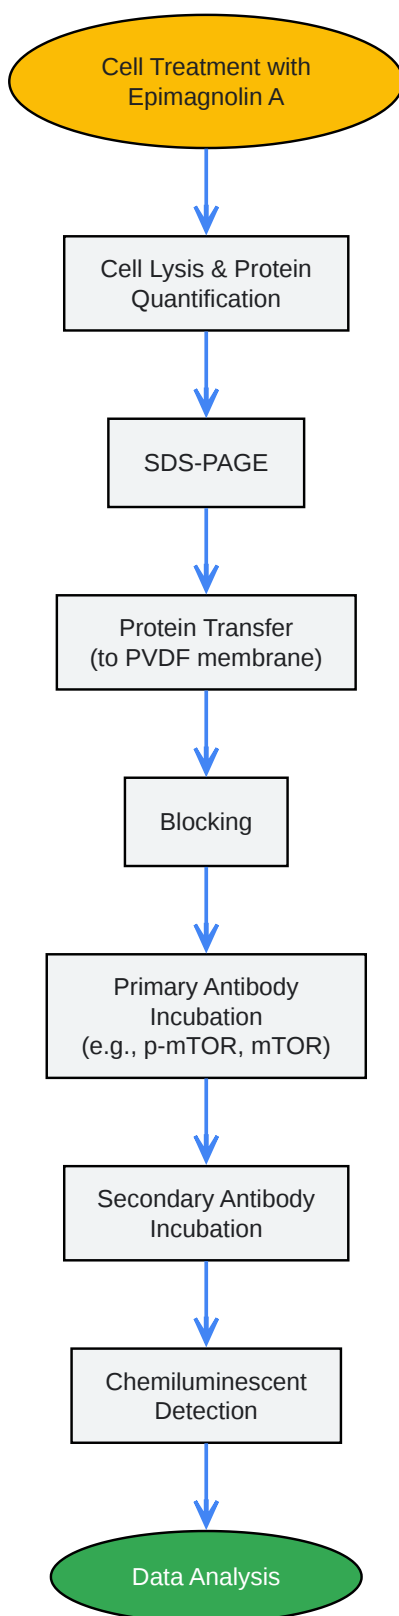 Cell Treatment with
Epimagnolin A
Cell Lysis & Protein
Quantification
SDS-PAGE
Protein Transfer
(to PVDF membrane)
Blocking
Primary Antibody
Incubation
(e.g., p-mTOR, mTOR)
Secondary Antibody
Incubation
Chemiluminescent
Detection
Data Analysis